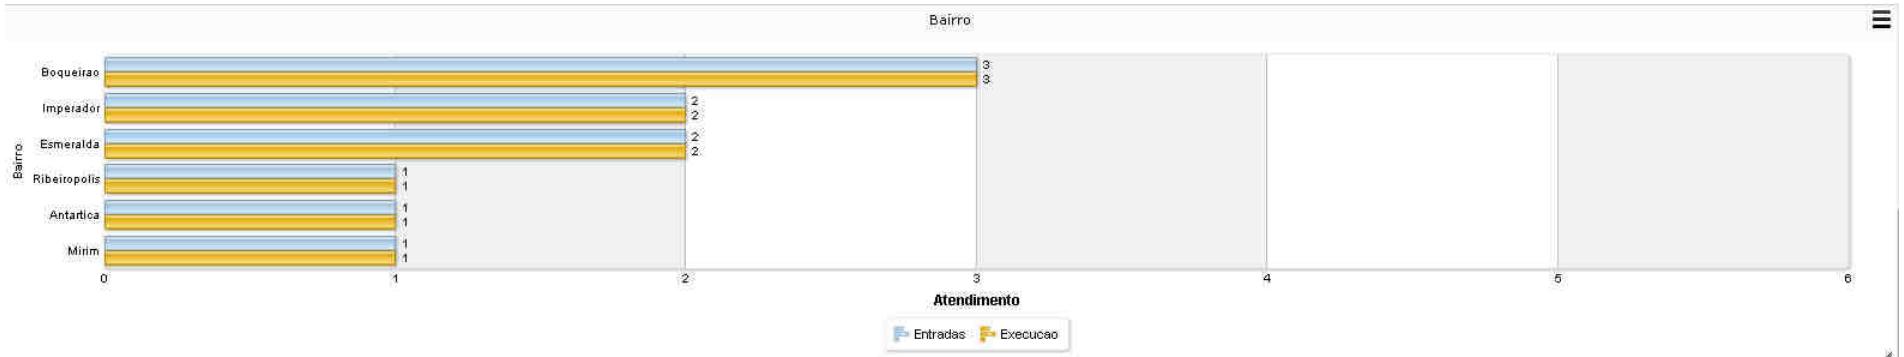 Bairro
Boqueirao
3
3
Imperador
2
2
Esmeralda
2
2
Bairro
Ribeiropolis
1
1
Antartica
1
1
Mirim
1
1
0 1 2 3 4 5 6
Atendimento
Entradas Execucao